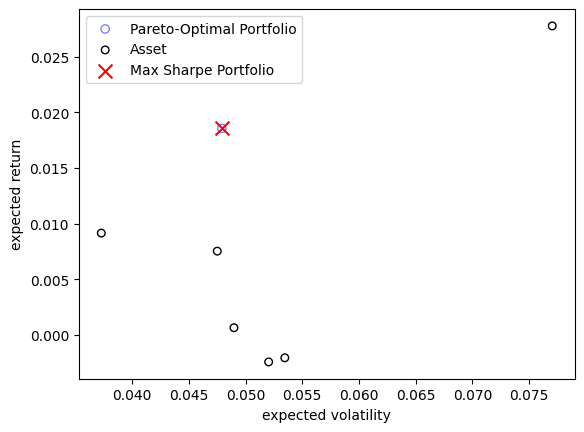 Pareto-Optimal Portfolio
Asset
Max Sharpe Portfolio
expected return
0.025
0.020
0.015
0.010
0.005
0.000
0.040 0.045 0.050 0.055 0.060 0.065 0.070 0.075
expected volatility